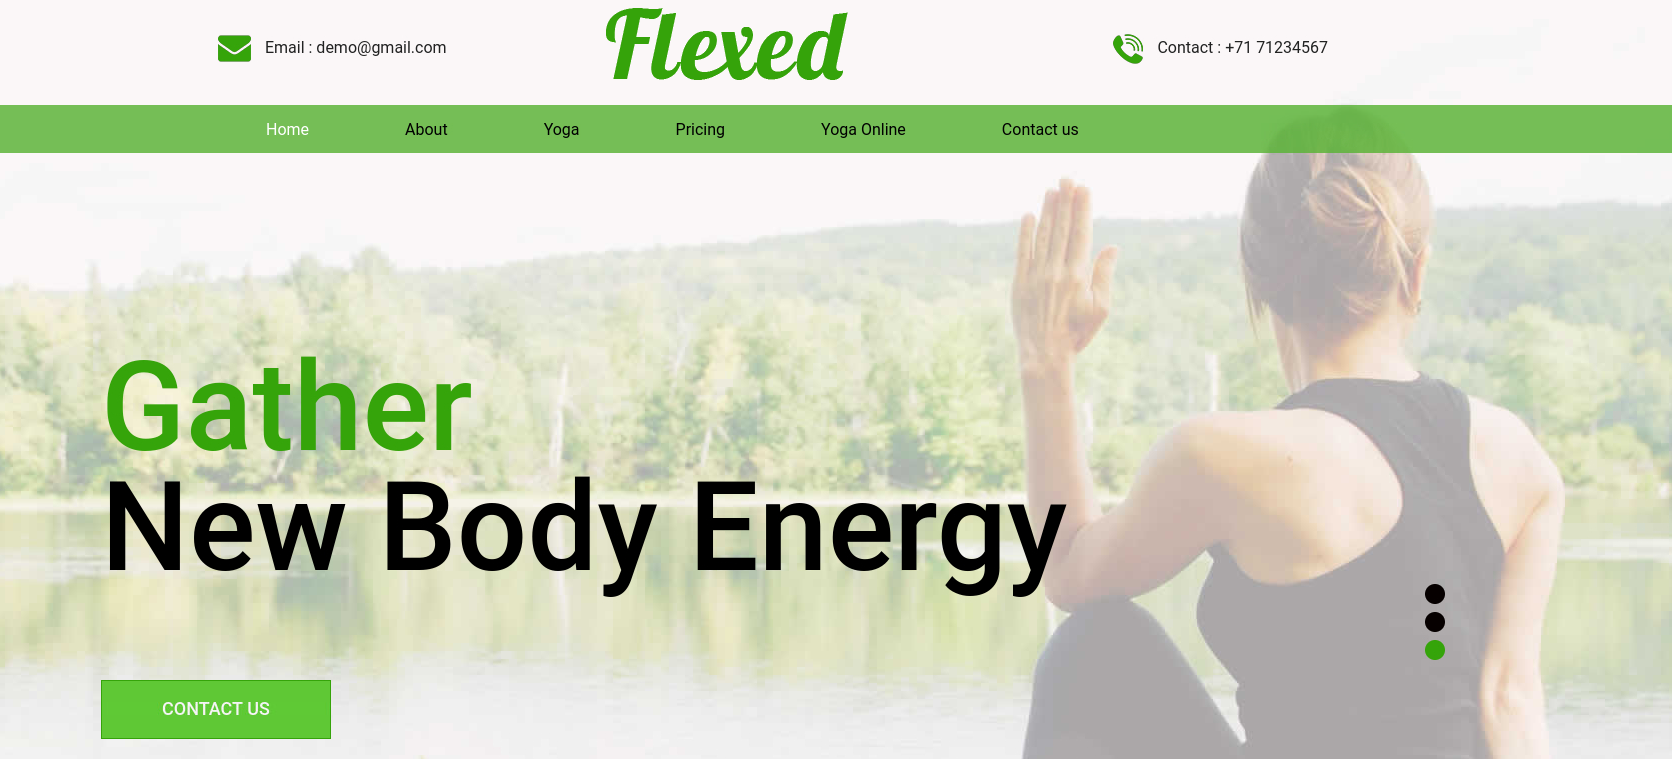 Email : demo@gmail.com
Flexed
Contact : +71 71234567
Home About Yoga Pricing Yoga Online Contact us
Gather
New Body Energy
CONTACT US